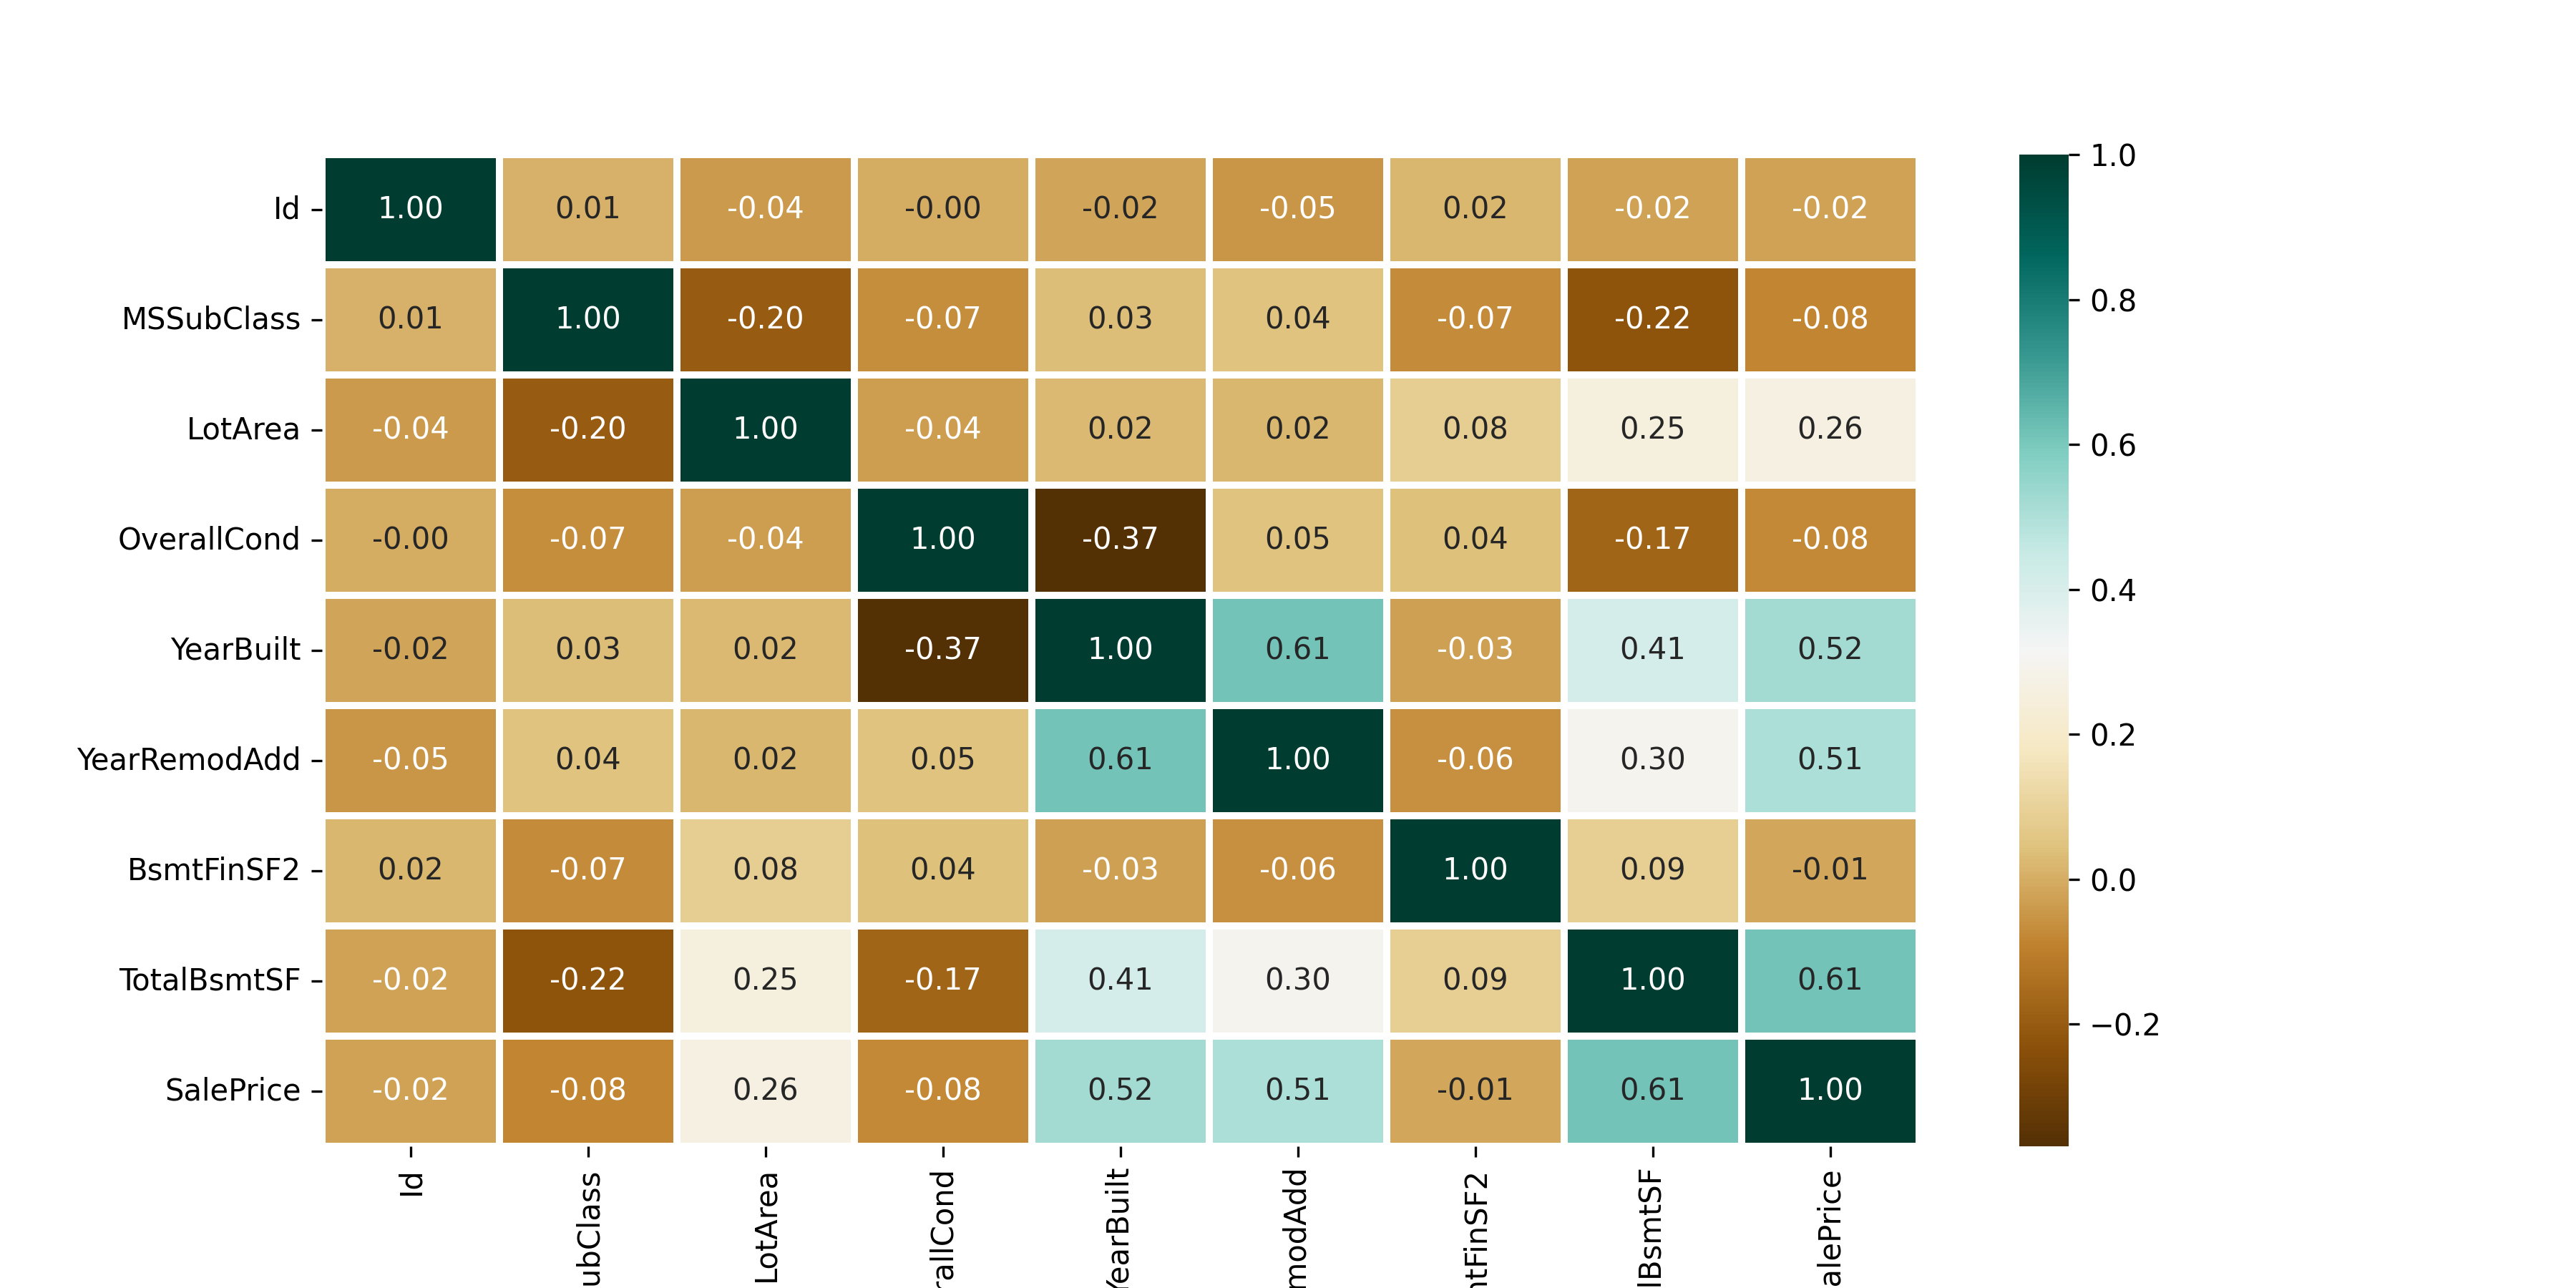 1.0
Id 1.00 0.01 -0.04 -0.00 -0.02 -0.05 0.02 -0.02 -0.02
0.8
MSSubClass 0.01 1.00 -0.20 -0.07 0.03 0.04 -0.07 -0.22 -0.08
LotArea -0.04 -0.20 1.00 -0.04 0.02 0.02 0.08 0.25 0.26
0.6
OverallCond -0.00 -0.07 -0.04 1.00 -0.37 0.05 0.04 -0.17 -0.08
0.4
YearBuilt -0.02 0.03 0.02 -0.37 1.00 0.61 -0.03 0.41 0.52
0.2
YearRemodAdd -0.05 0.04 0.02 0.05 0.61 1.00 -0.06 0.30 0.51
BsmtFinSF2 0.02 -0.07 0.08 0.04 -0.03 -0.06 1.00 0.09 -0.01
0.0
TotalBsmtSF -0.02 -0.22 0.25 -0.17 0.41 0.30 0.09 1.00 0.61
−0.2
SalePrice -0.02 -0.08 0.26 -0.08 0.52 0.51 -0.01 0.61 1.00
Id
ubClass
LotArea
rallCond
YearBuilt
modAdd
ntFinSF2
lBsmtSF
alePrice